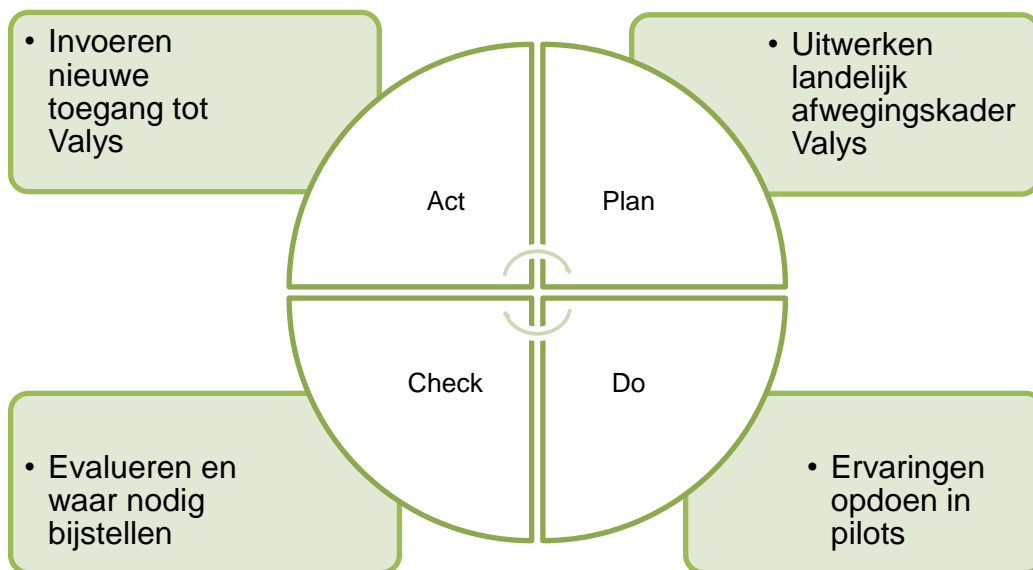 • Invoeren
nieuwe
toegang tot
Valys
• Uitwerken
landelijk
afwegingskader
Valys
Act
Plan
Check
Do
• Evalueren en
waar nodig
bijstellen
• Ervaringen
opdoen in
pilots